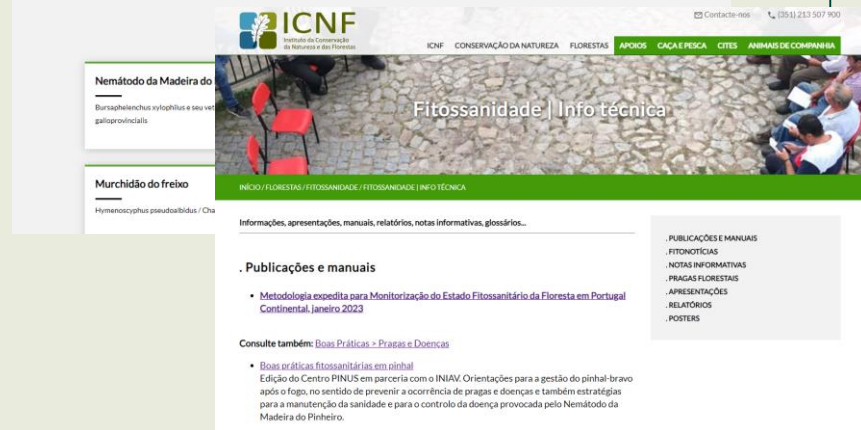 Nemátodo da Madeira do
Bursaphelenchus xylophilus e seu vet
galloprovincialis
Murchidão do freixo
Hymenoscyphus pseudoalbidus / Cha
ICNF
Instituto da Conservação
da Natureza e das Florestas
Contacte-nos (351) 213 507 900
ICNF CONSERVAÇÃO DA NATUREZA FLORESTAS APOIOS CAÇA E PESCA CITES ANIMAIS DE COMPANHIA
Fitossanidade | Info técnica
INÍCIO / FLORESTAS / FITOSSANIDADE / FITOSSANIDADE | INFO TÉCNICA
Informações, apresentações, manuais, relatórios, notas informativas, glossários...
. Publicações e manuais
• Metodologia expedita para Monitorização do Estado Fitossanitário da Floresta em Portugal
Continental, janeiro 2023
Consulte também: Boas Práticas > Pragas e Doenças
• Boas práticas fitossanitárias em pinhal
Edição do Centro PINUS em parceria com o INIAV. Orientações para a gestão do pinhal-bravo
após o fogo, no sentido de prevenir a ocorrência de pragas e doenças e também estratégias
para a manutenção da sanidade e para o controlo da doença provocada pelo Nemátodo da
Madeira do Pinheiro.
. PUBLICAÇÕES E MANUAIS
. FITONOTÍCIAS
. NOTAS INFORMATIVAS
. PRAGAS FLORESTAIS
. APRESENTAÇÕES
. RELATÓRIOS
. POSTERS